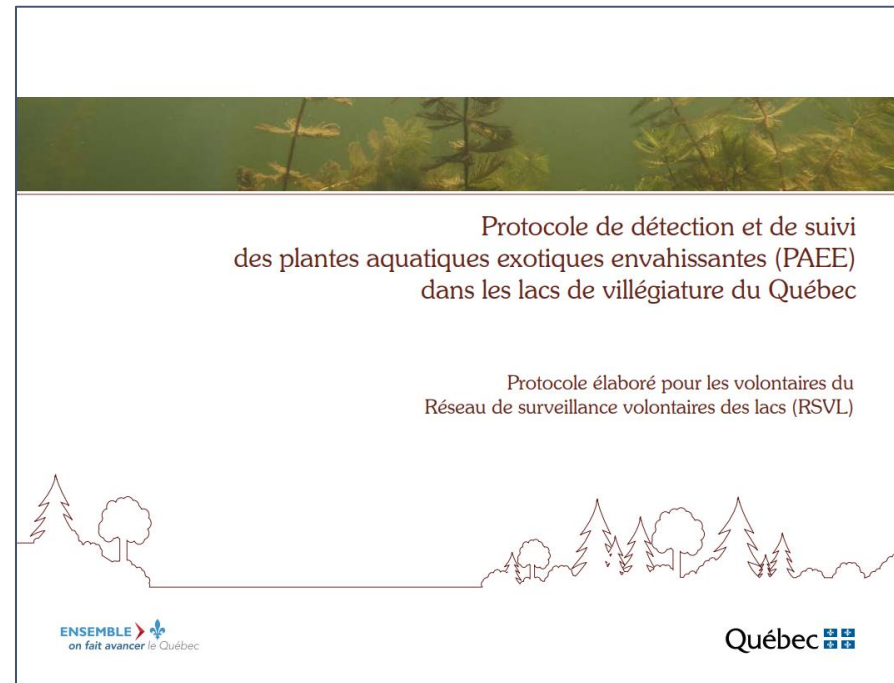 Protocole de détection et de suivi
des plantes aquatiques exotiques envahissantes (PAEE)
dans les lacs de villégiature du Québec
Protocole élaboré pour les volontaires du
Réseau de surveillance volontaires des lacs (RSVL)
ENSEMBLE
on fait avancer le Québec
Québec